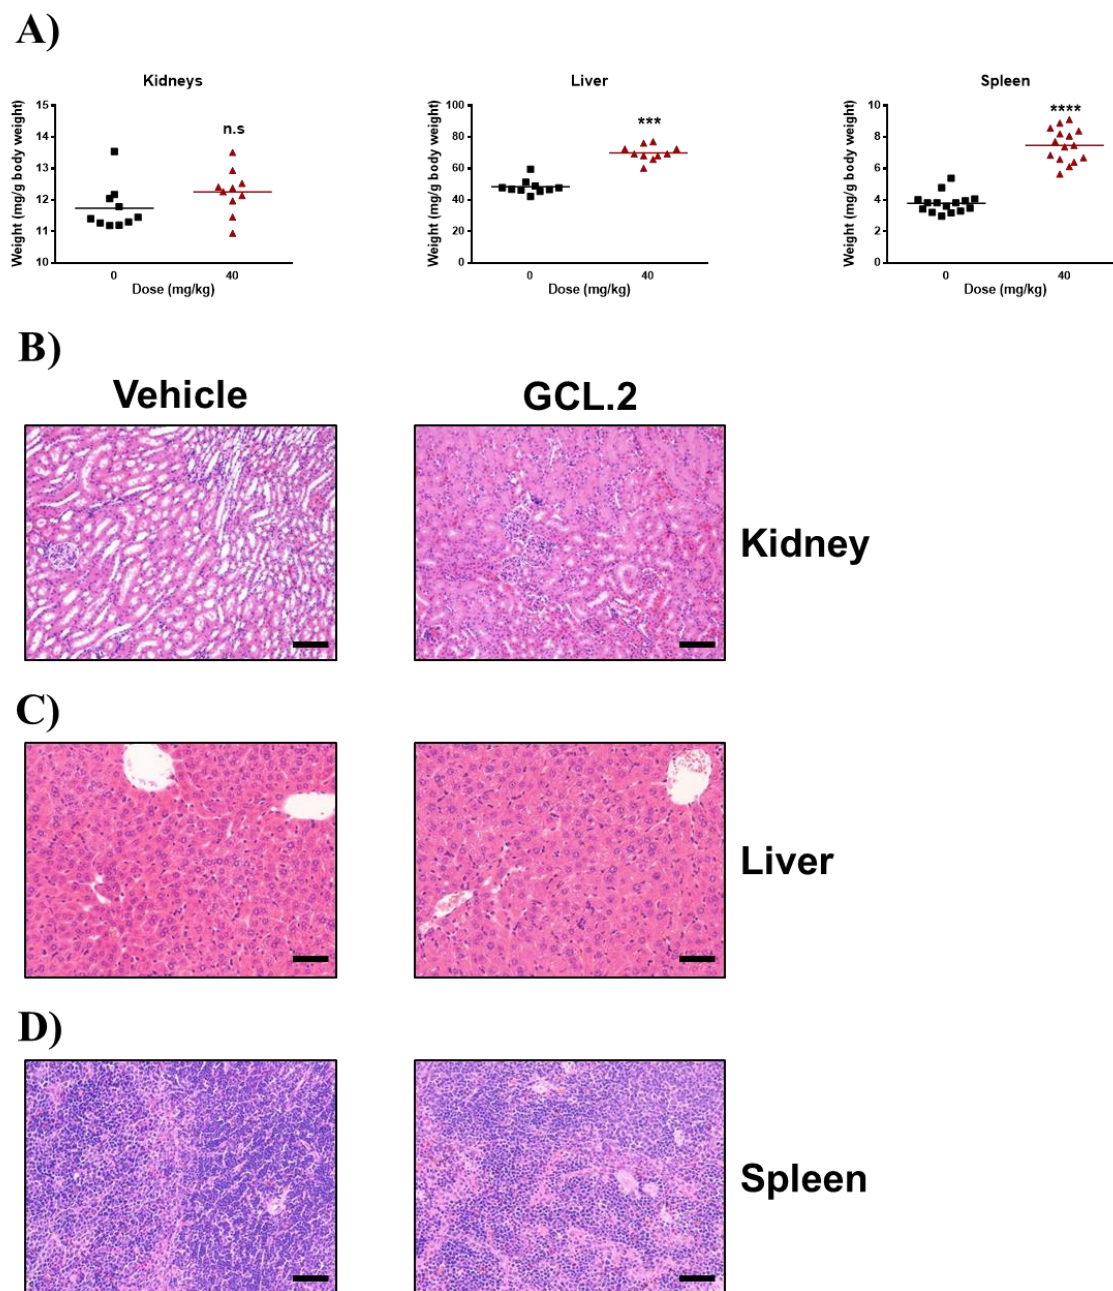 A)
Kidneys
Weight (mg/g body weight)
15
14
13
12
11
10
n.s
0
40
Dose (mg/kg)
Liver
Weight (mg/g body weight)
100
80
60
40
20
0
***
0
40
Dose (mg/kg)
Spleen
Weight (mg/g body weight)
10
8
6
4
2
0
****
0
40
Dose (mg/kg)
B)
Vehicle
GCL.2
Kidney
C)
Liver
D)
Spleen